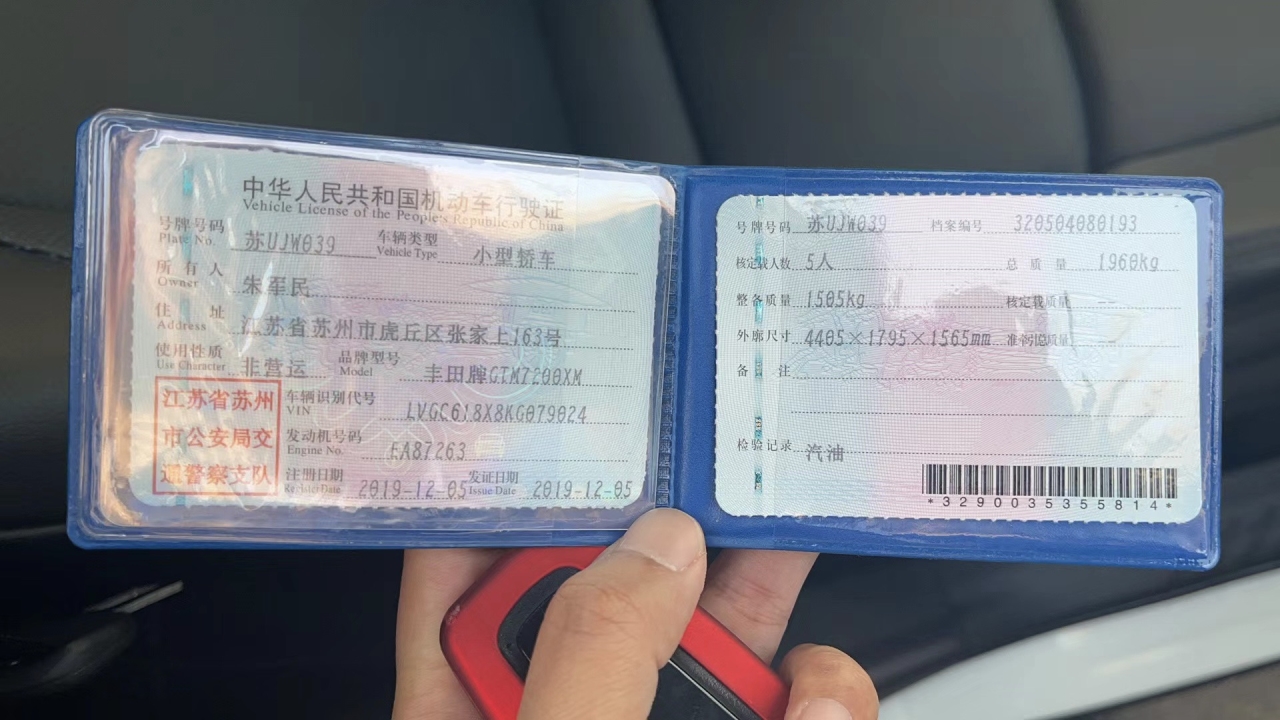 中华人民共和国机动车行驶证
Vehicle License of the People's Republic of China
号牌号码 苏UJW039 车辆类型 小型轿车
Plate No. Vehicle Type
所有人 朱军民
Owner
住址 江苏省苏州市虎丘区张家上163号
Address
使用性质 非营运 品牌型号 丰田牌GTM7200XM
Use Character Model
江苏省苏州
市公安局交
通警察支队
车辆识别代号 LVGC618X8KG079024
VIN
发动机号码 EA87263
Engine No.
注册日期 2019-12-05 发证日期 2019-12-05
Register Date Issue Date
号牌号码 苏UJW039 档案编号 320504080193
核定载人数 5人 总质量 1960kg
整备质量 1505kg 核定载质量 --
外廓尺寸 4405×1795×1565mm 准牵引总质量
备注
检验记录 汽油
*3290035355814*